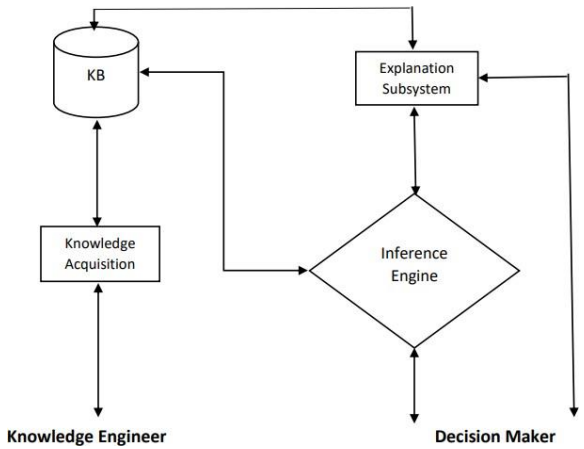 KB
Explanation
Subsystem
Knowledge
Acquisition
Inference
Engine
Knowledge Engineer
Decision Maker